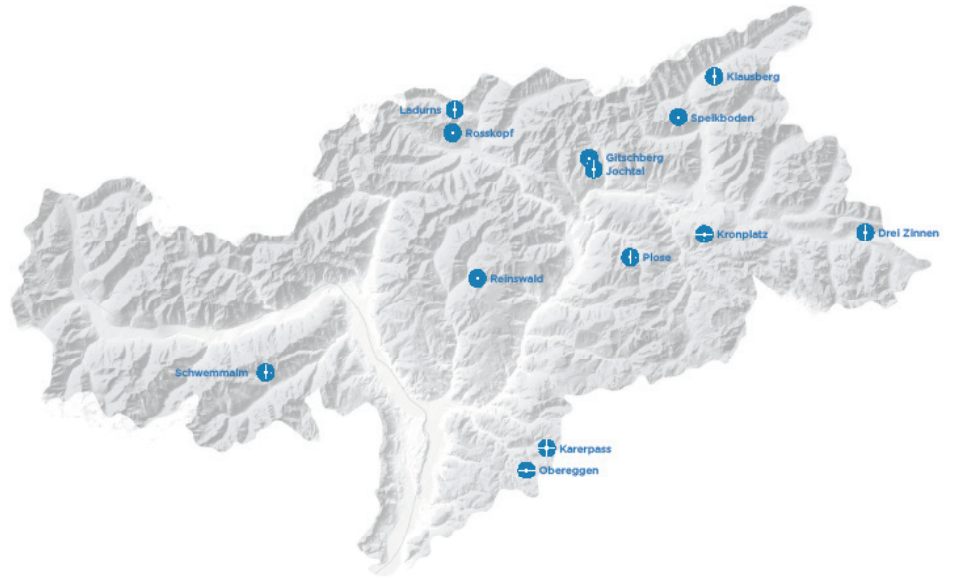 Klausberg
Ladurns
Speikboden
Rosskopf
Gitschberg
Jochtal
Kronplatz
Drei Zinnen
Plose
Reinswald
Schwemmalm
Karerpass
Obereggen